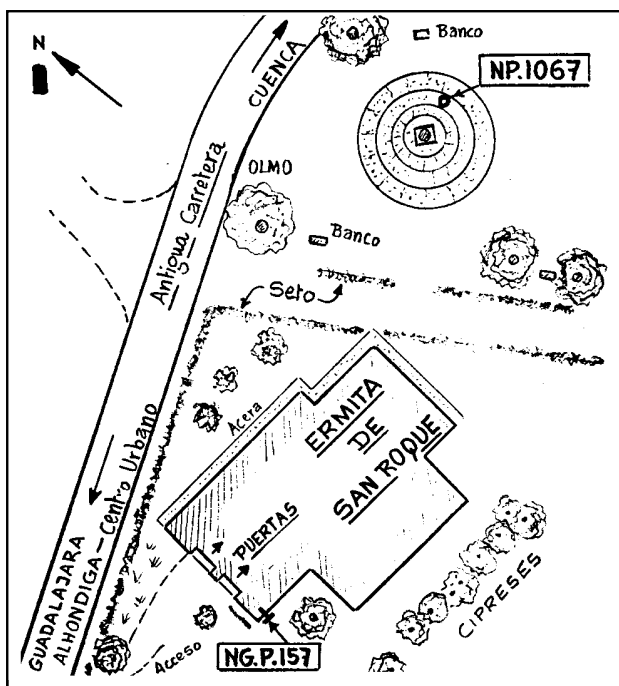 N
Banco
NP.1067
CUENCA
Antigua Carretera
OLMO
Banco
Seto
Acera
ERMITA
DE
SAN ROQUE
PUERTAS
GUADALAJARA
ALHONDIGA - Centro Urbano
CIPRESES
Acceso
NG.P.157